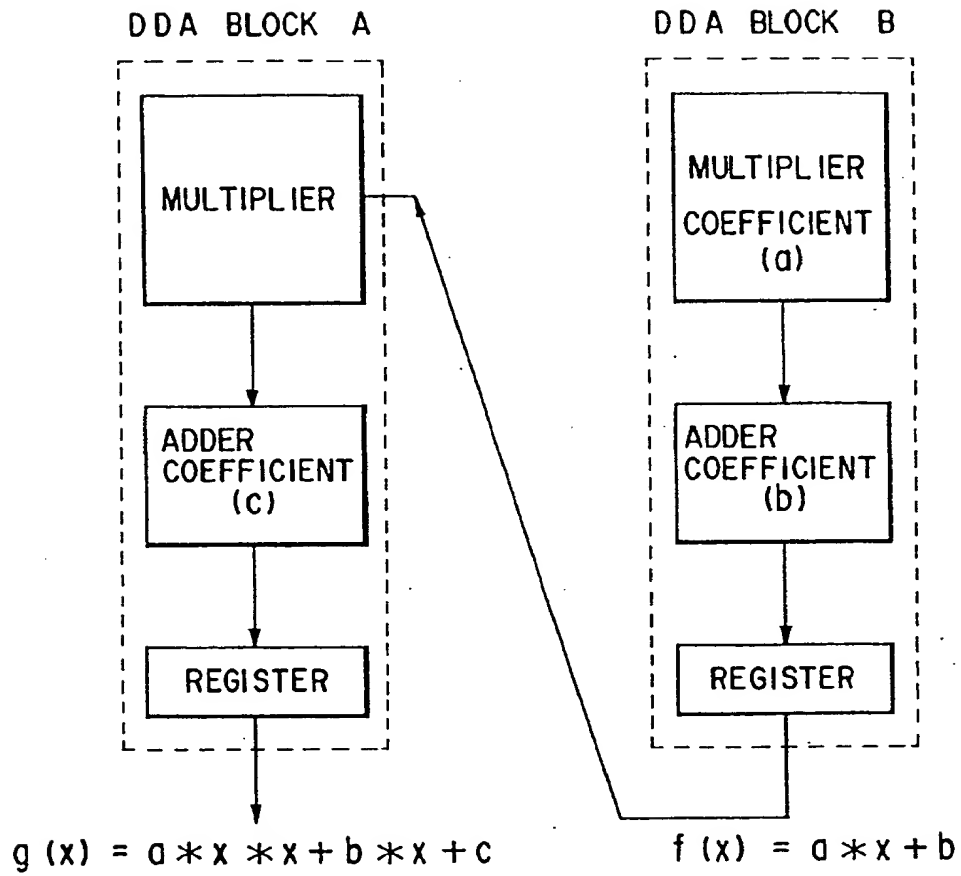 DDA BLOCK A
MULTIPLIER
ADDER
COEFFICIENT
(c)
REGISTER
g (x) = a * x * x + b * x + c
DDA BLOCK B
MULTIPLIER
COEFFICIENT
(a)
ADDER
COEFFICIENT
(b)
REGISTER
f (x) = a * x + b